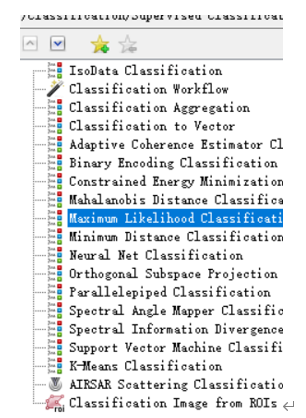 /Classification/Supervised Classificat
IsoData Classification
Classification Workflow
Classification Aggregation
Classification to Vector
Adaptive Coherence Estimator Cl
Binary Encoding Classification
Constrained Energy Minimization
Mahalanobis Distance Classifica
Maximum Likelihood Classificati
Minimum Distance Classification
Neural Net Classification
Orthogonal Subspace Projection
Parallelepiped Classification
Spectral Angle Mapper Classific
Spectral Information Divergence
Support Vector Machine Classifi
K-Means Classification
AIRSAR Scattering Classificatio
Classification Image from ROIs